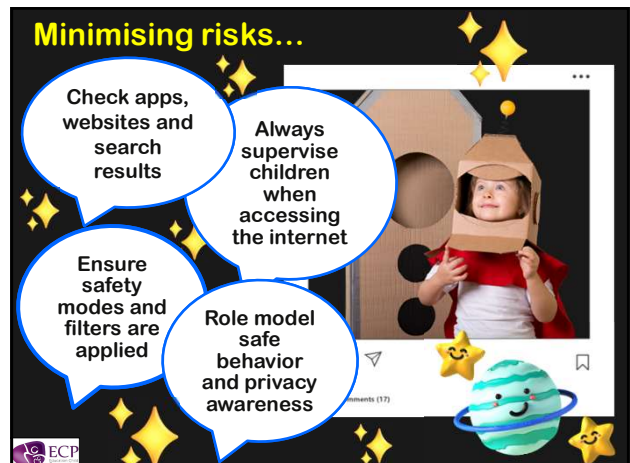 Minimising risks...
Check apps,
websites and
search
results
Always
supervise
children
when
accessing
the internet
Ensure
safety
modes and
filters are
applied
Role model
safe
behavior
and privacy
awareness
(17)
ECP